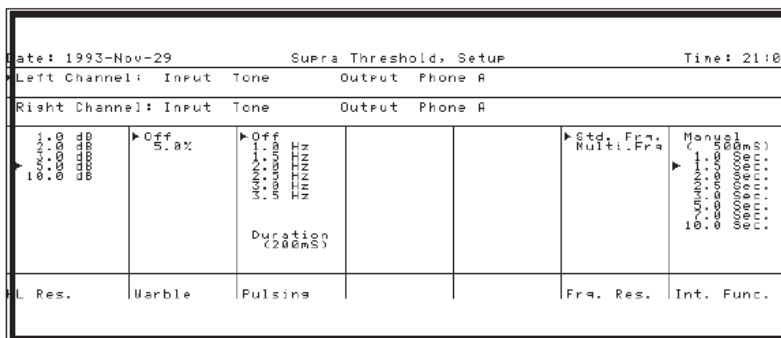 Date: 1993-Nov-29 Supra Threshold, Setup Time: 21:0
▶Left Channel: Input Tone Output Phone A
Right Channel: Input Tone Output Phone A
1.0 dB
2.0 dB
3.0 dB
▶ 5.0 dB
10.0 dB
▶Off
5.0%
▶Off
1.0 Hz
1.5 Hz
2.0 Hz
2.5 Hz
3.0 Hz
3.5 Hz
Duration
(200mS)
▶Std. Frq.
Multi.Frq
Manual
( 500mS)
1.0 Sec.
▶ 1.5 Sec.
2.0 Sec.
3.0 Sec.
5.0 Sec.
7.0 Sec.
10.0 Sec.
HL Res. Warble Pulsing Frq. Res. Int. Func.